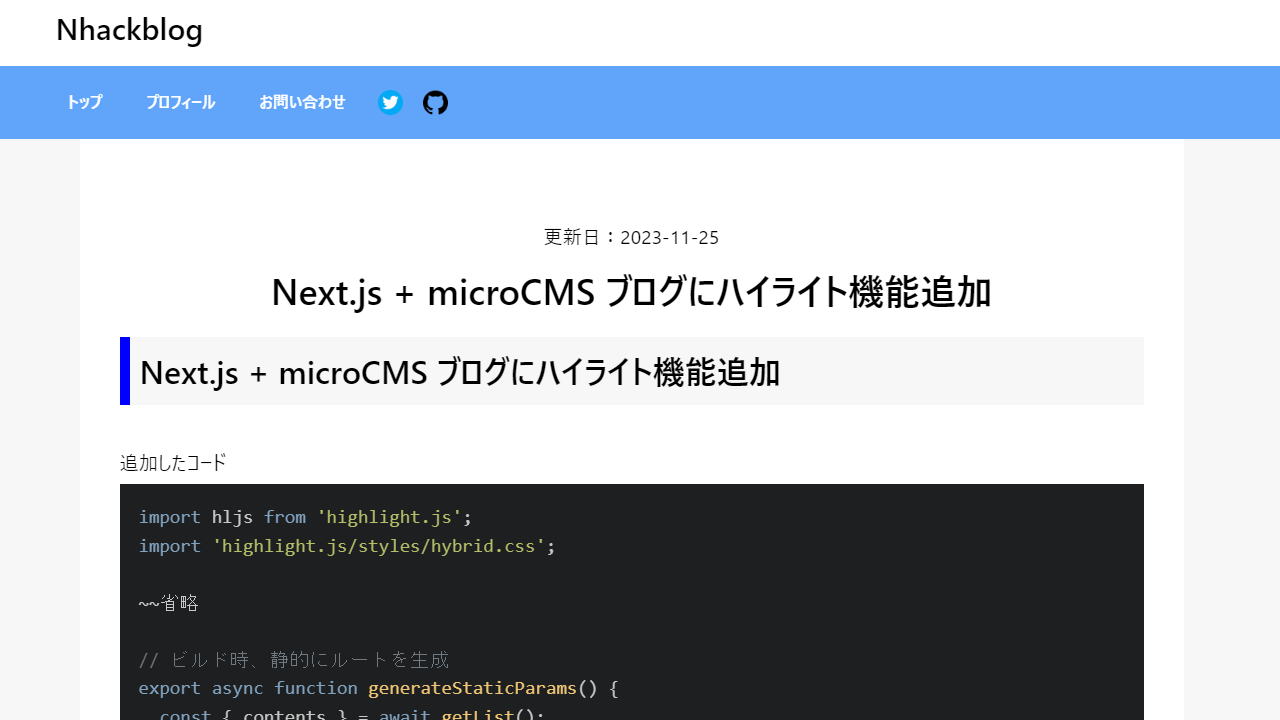 Nhackblog
トップ プロフィール お問い合わせ
更新日：2023-11-25
Next.js + microCMS ブログにハイライト機能追加
Next.js + microCMS ブログにハイライト機能追加
追加したコード
import hljs from 'highlight.js';
import 'highlight.js/styles/hybrid.css';
~~省略
// ビルド時、静的にルートを生成
export async function generateStaticParams() {
  const { contents } = await getList();